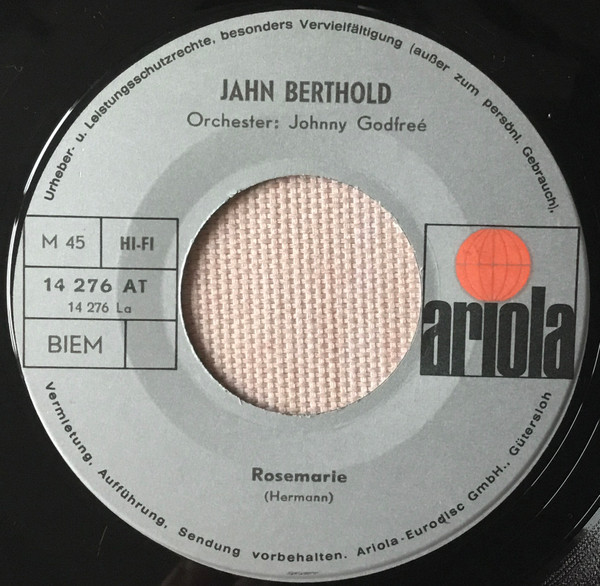 Urheber- u. Leistungsschutzrechte, besonders Vervielfältigung (außer zum persönl. Gebrauch),
JAHN BERTHOLD
Orchester: Johnny Godfreé
M 45 HI-FI
14 276 AT
14 276 La
BIEM
ariola
Rosemarie
(Hermann)
Vermietung, Aufführung, Sendung vorbehalten. Ariola-Eurodisc GmbH., Gütersloh